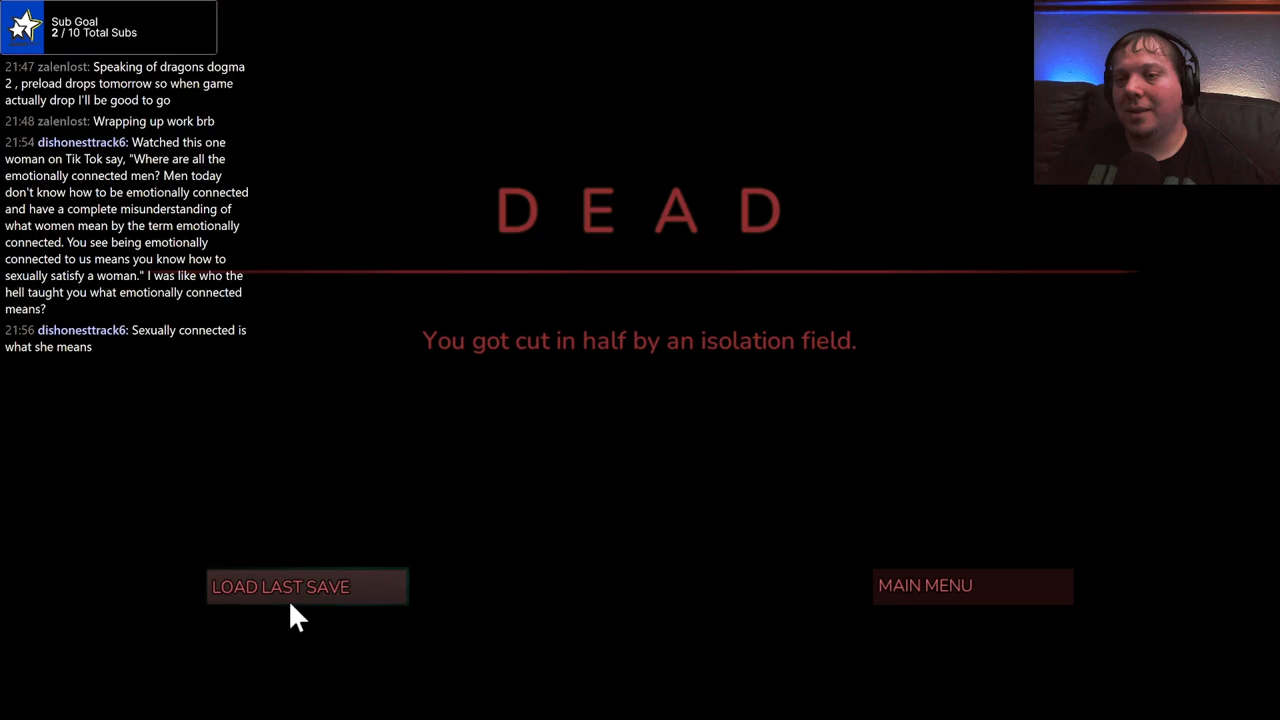 Sub Goal
2 / 10 Total Subs
21:47 zalenlost: Speaking of dragons dogma
2 , preload drops tomorrow so when game
actually drop I'll be good to go
21:48 zalenlost: Wrapping up work brb
21:54 dishonesttrack6: Watched this one
woman on Tik Tok say, "Where are all the
emotionally connected men? Men today
don't know how to be emotionally connected
and have a complete misunderstanding of
what women mean by the term emotionally
connected. You see being emotionally
connected to us means you know how to
sexually satisfy a woman." I was like who the
hell taught you what emotionally connected
means?
21:56 dishonesttrack6: Sexually connected is
what she means
DEAD
You got cut in half by an isolation field.
LOAD LAST SAVE
MAIN MENU